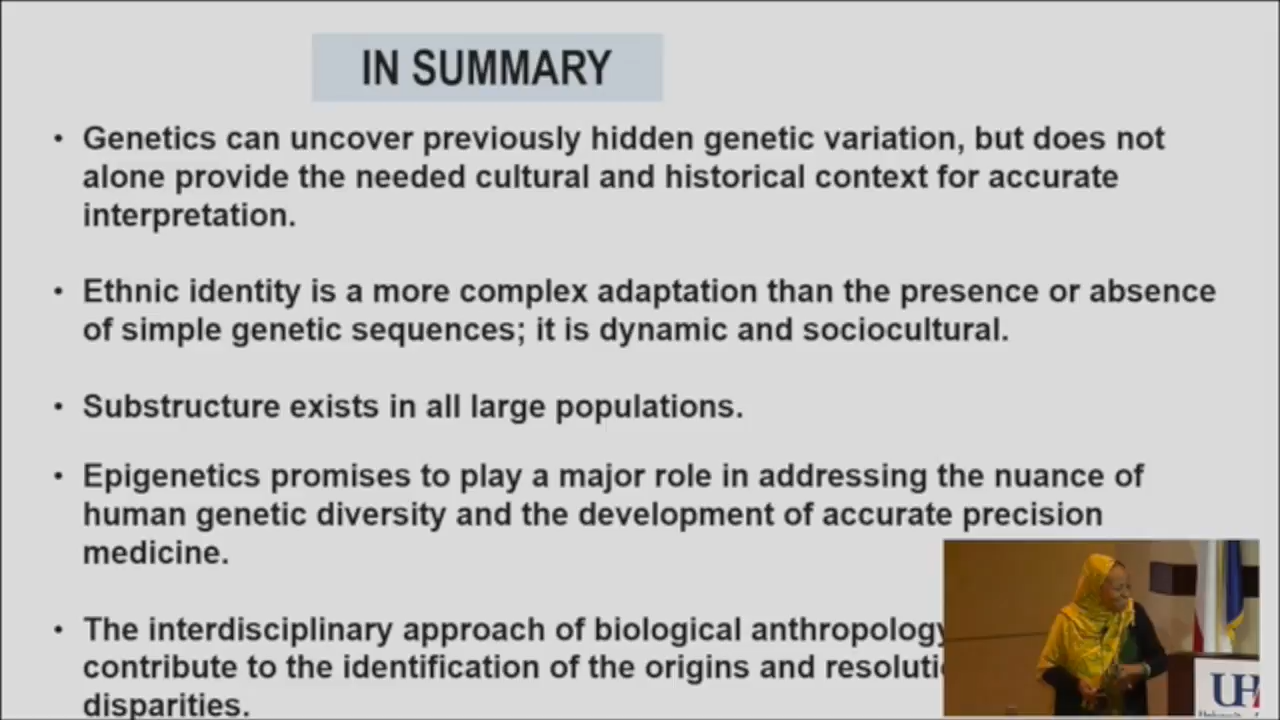 IN SUMMARY
• Genetics can uncover previously hidden genetic variation, but does not
alone provide the needed cultural and historical context for accurate
interpretation.
• Ethnic identity is a more complex adaptation than the presence or absence
of simple genetic sequences; it is dynamic and sociocultural.
• Substructure exists in all large populations.
• Epigenetics promises to play a major role in addressing the nuance of
human genetic diversity and the development of accurate precision
medicine.
• The interdisciplinary approach of biological anthropology
contribute to the identification of the origins and
disparities.
UH